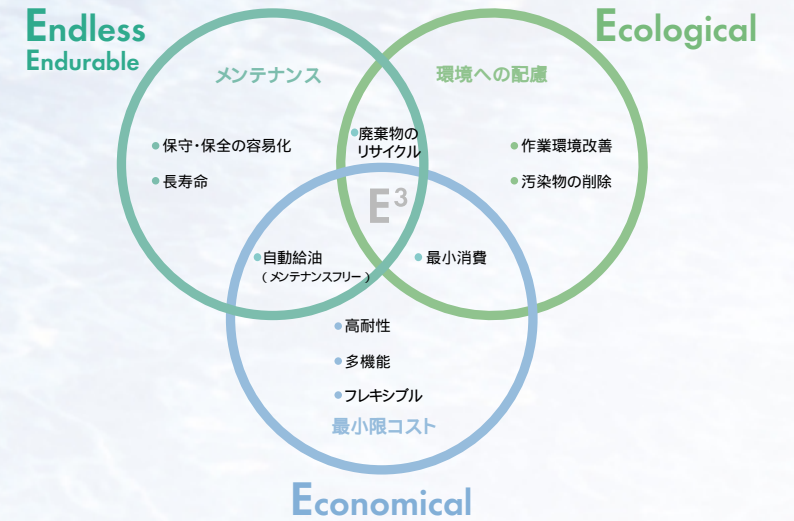 Endless
Endurable
Ecological
メンテナンス
環境への配慮
•保守・保全の容易化
•長寿命
•廃棄物の
リサイクル
•作業環境改善
•汚染物の削除
E³
•自動給油
(メンテナンスフリー)
•最小消費
•高耐性
•多機能
•フレキシブル
最小限コスト
Economical